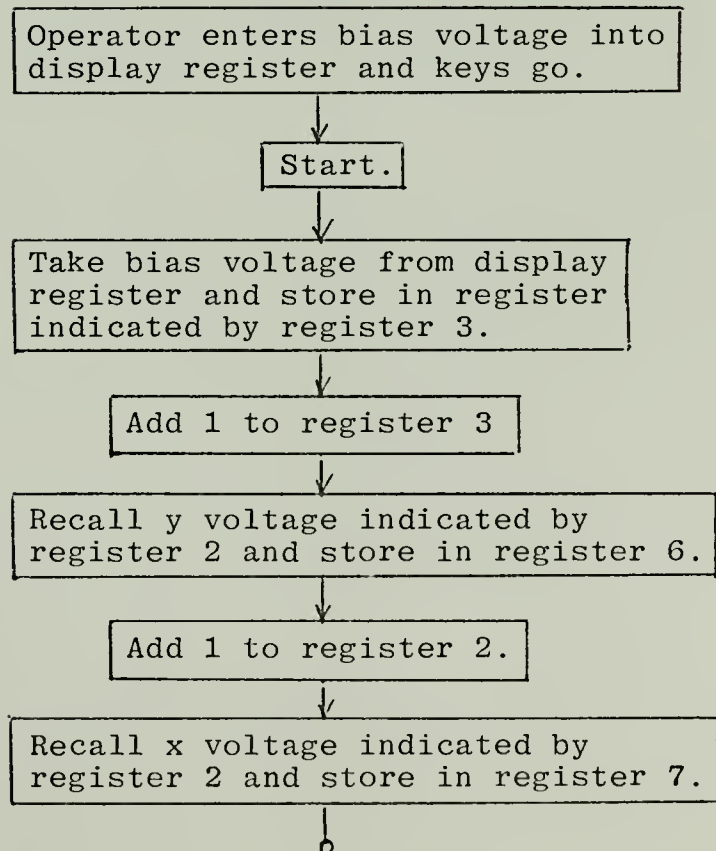 Operator enters bias voltage into
display register and keys go.
Start.
Take bias voltage from display
register and store in register
indicated by register 3.
Add 1 to register 3
Recall y voltage indicated by
register 2 and store in register 6.
Add 1 to register 2.
Recall x voltage indicated by
register 2 and store in register 7.